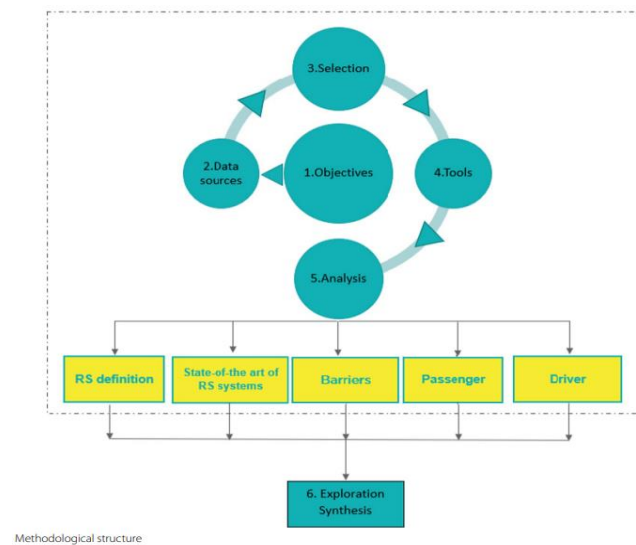 3.Selection
2.Data
sources
1.Objectives
4.Tools
5.Analysis
RS definition
State-of-the art of
RS systems
Barriers
Passenger
Driver
6. Exploration
Synthesis
Methodological structure